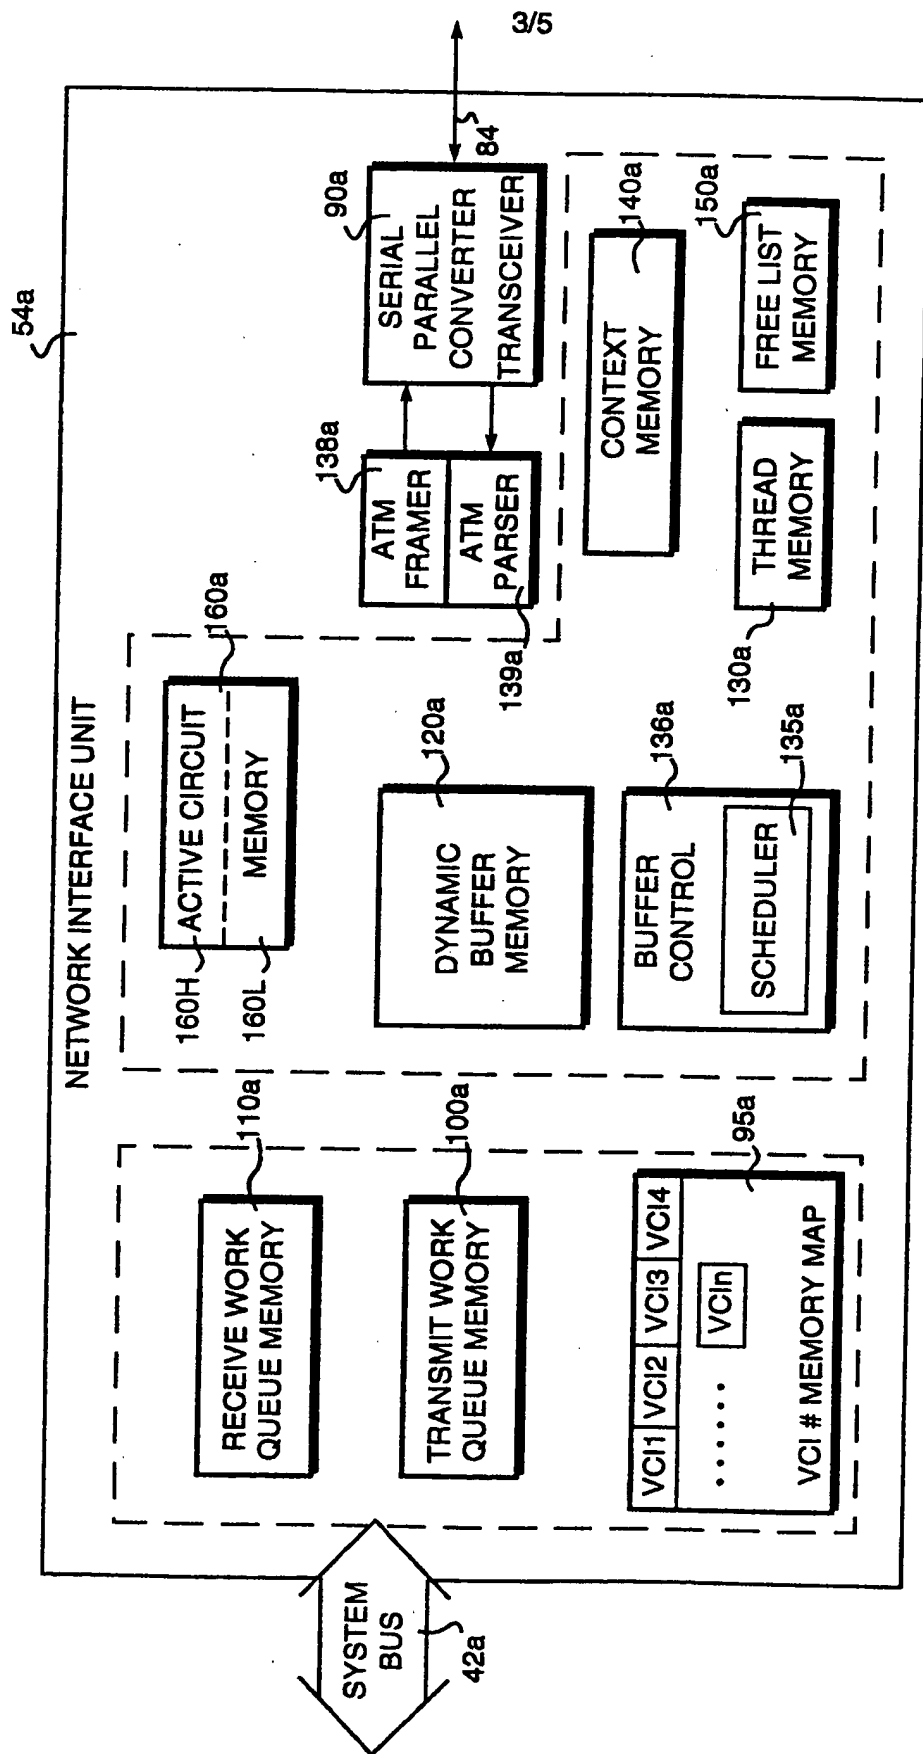 3/5
54a
NETWORK INTERFACE UNIT
SYSTEM
BUS
42a
110a
RECEIVE WORK
QUEUE MEMORY
100a
TRANSMIT WORK
QUEUE MEMORY
95a
VCI1 VCI2 VCI3 VCI4
...... VCIn
VCI # MEMORY MAP
160H
160L
160a
ACTIVE CIRCUIT
MEMORY
120a
DYNAMIC
BUFFER
MEMORY
136a
BUFFER
CONTROL
135a
SCHEDULER
138a
ATM
FRAMER
ATM
PARSER
139a
90a
SERIAL
PARALLEL
CONVERTER
TRANSCEIVER
84
140a
CONTEXT
MEMORY
130a
THREAD
MEMORY
150a
FREE LIST
MEMORY